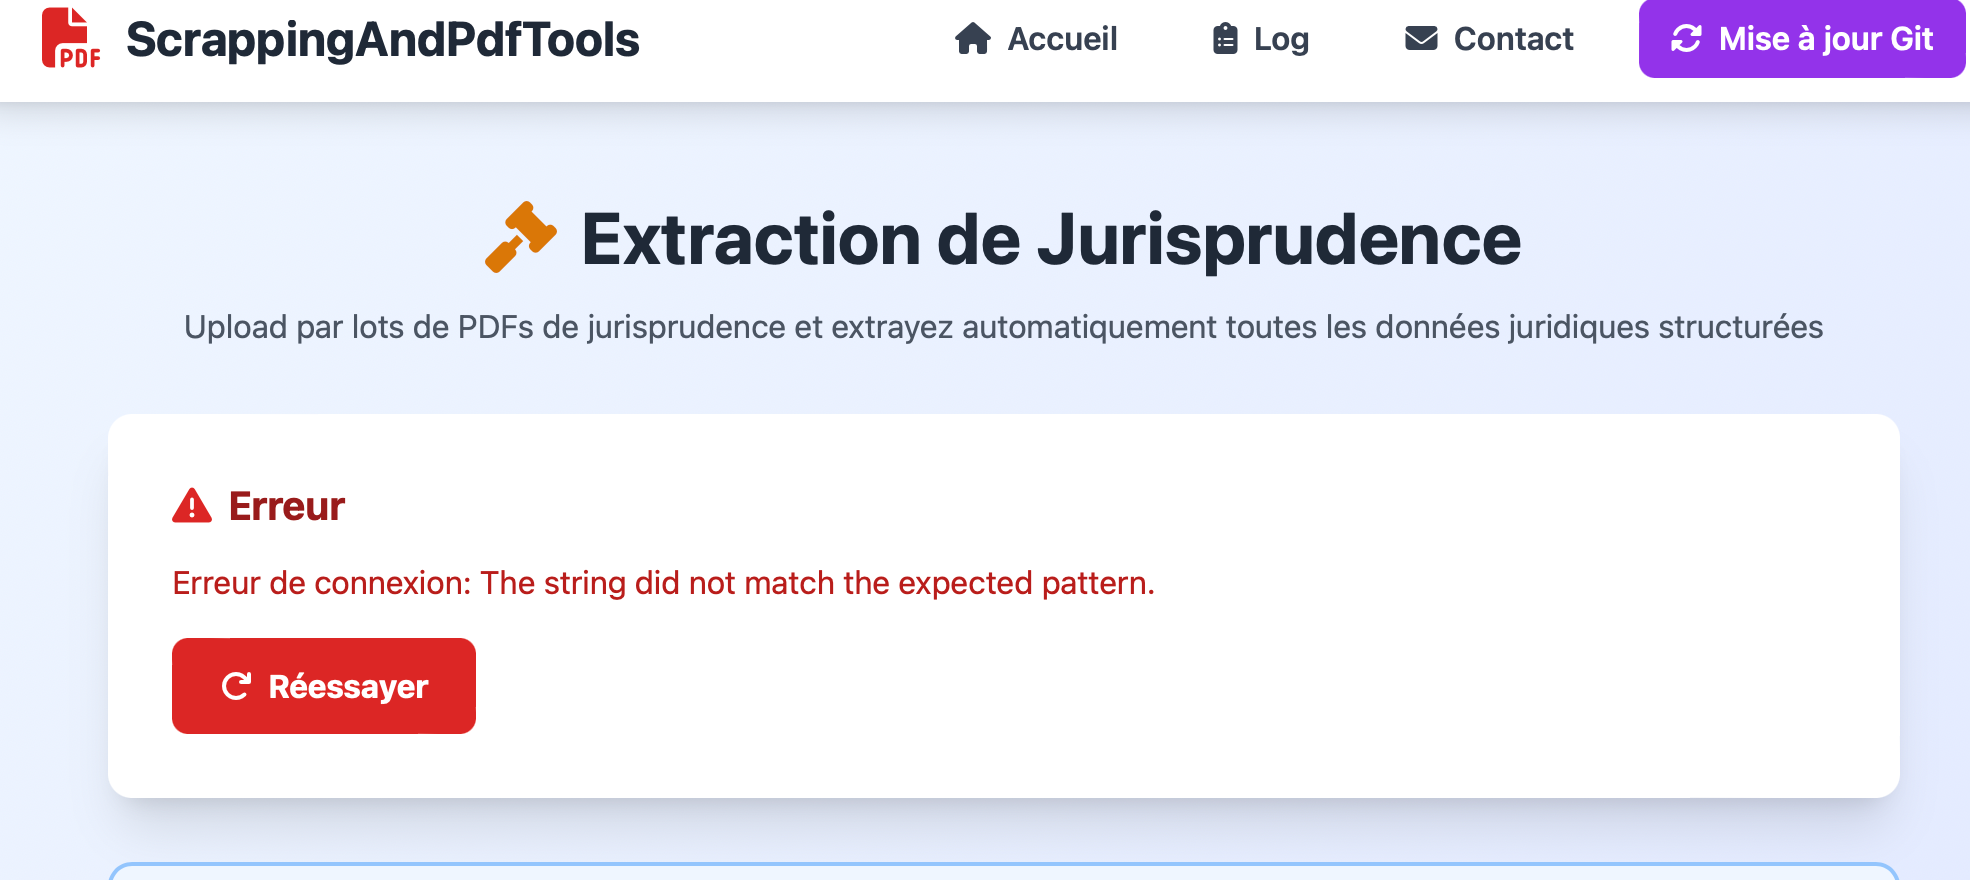 PDF
ScrappingAndPdfTools
Accueil
Log
Contact
Mise à jour Git
Extraction de Jurisprudence
Upload par lots de PDFs de jurisprudence et extrayez automatiquement toutes les données juridiques structurées
Erreur
Erreur de connexion: The string did not match the expected pattern.
Réessayer